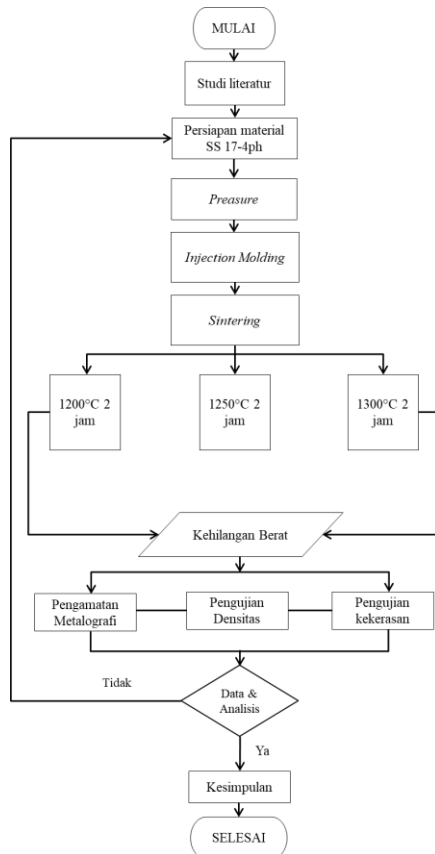 MULAI
Studi literatur
Persiapan material
SS 17-4ph
Preasure
Injection Molding
Sintering
1200°C 2
jam
1250°C 2
jam
1300°C 2
jam
Kehilangan Berat
Pengamatan
Metalografi
Pengujian
Densitas
Pengujian
kekerasan
Tidak
Data &
Analisis
Ya
Kesimpulan
SELESAI